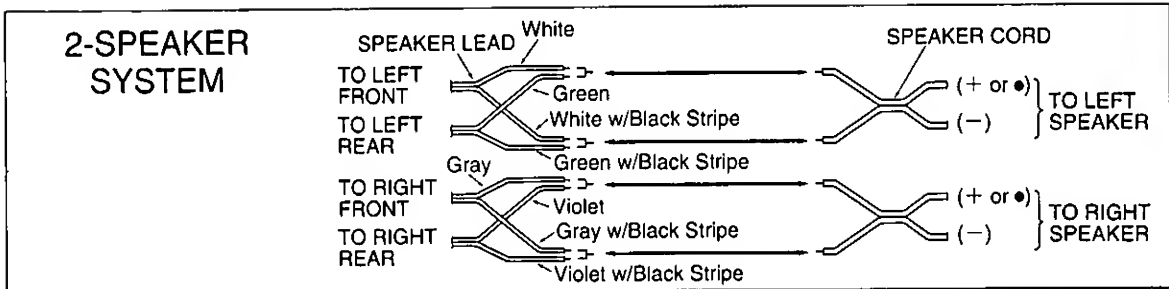 2-SPEAKER
SYSTEM
SPEAKER LEAD
White
TO LEFT
FRONT
Green
TO LEFT
REAR
White w/Black Stripe
Green w/Black Stripe
Gray
TO RIGHT
FRONT
Violet
TO RIGHT
REAR
Gray w/Black Stripe
Violet w/Black Stripe
SPEAKER CORD
(+ or •)
(−)
TO LEFT
SPEAKER
(+ or •)
(−)
TO RIGHT
SPEAKER